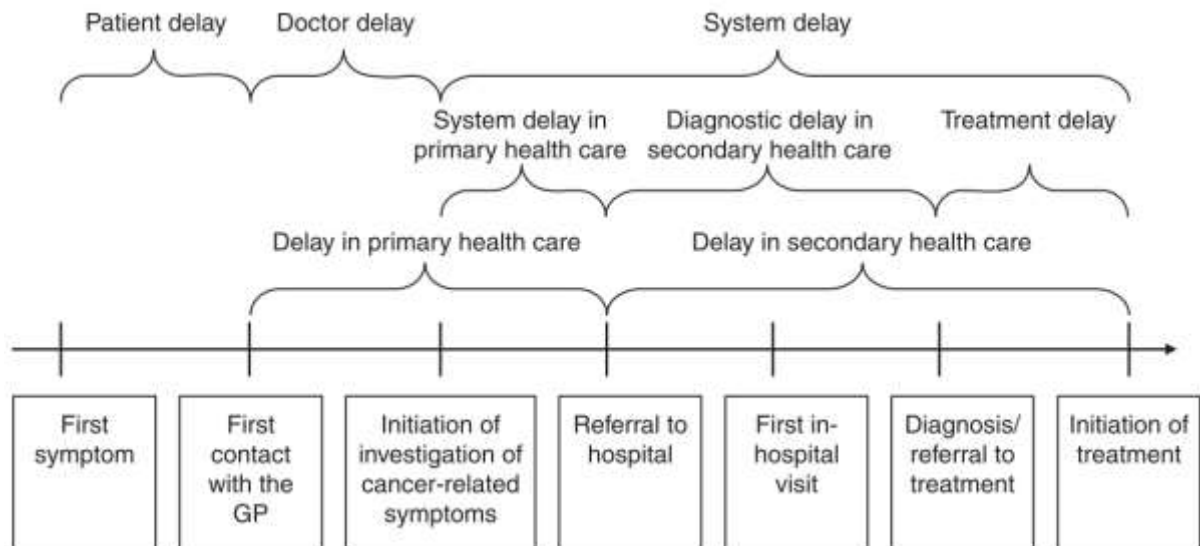 Patient delay
Doctor delay
System delay
System delay in
primary health care
Diagnostic delay in
secondary health care
Treatment delay
Delay in primary health care
Delay in secondary health care
First
symptom
First
contact
with the
GP
Initiation of
investigation of
cancer-related
symptoms
Referral to
hospital
First in-
hospital
visit
Diagnosis/
referral to
treatment
Initiation of
treatment